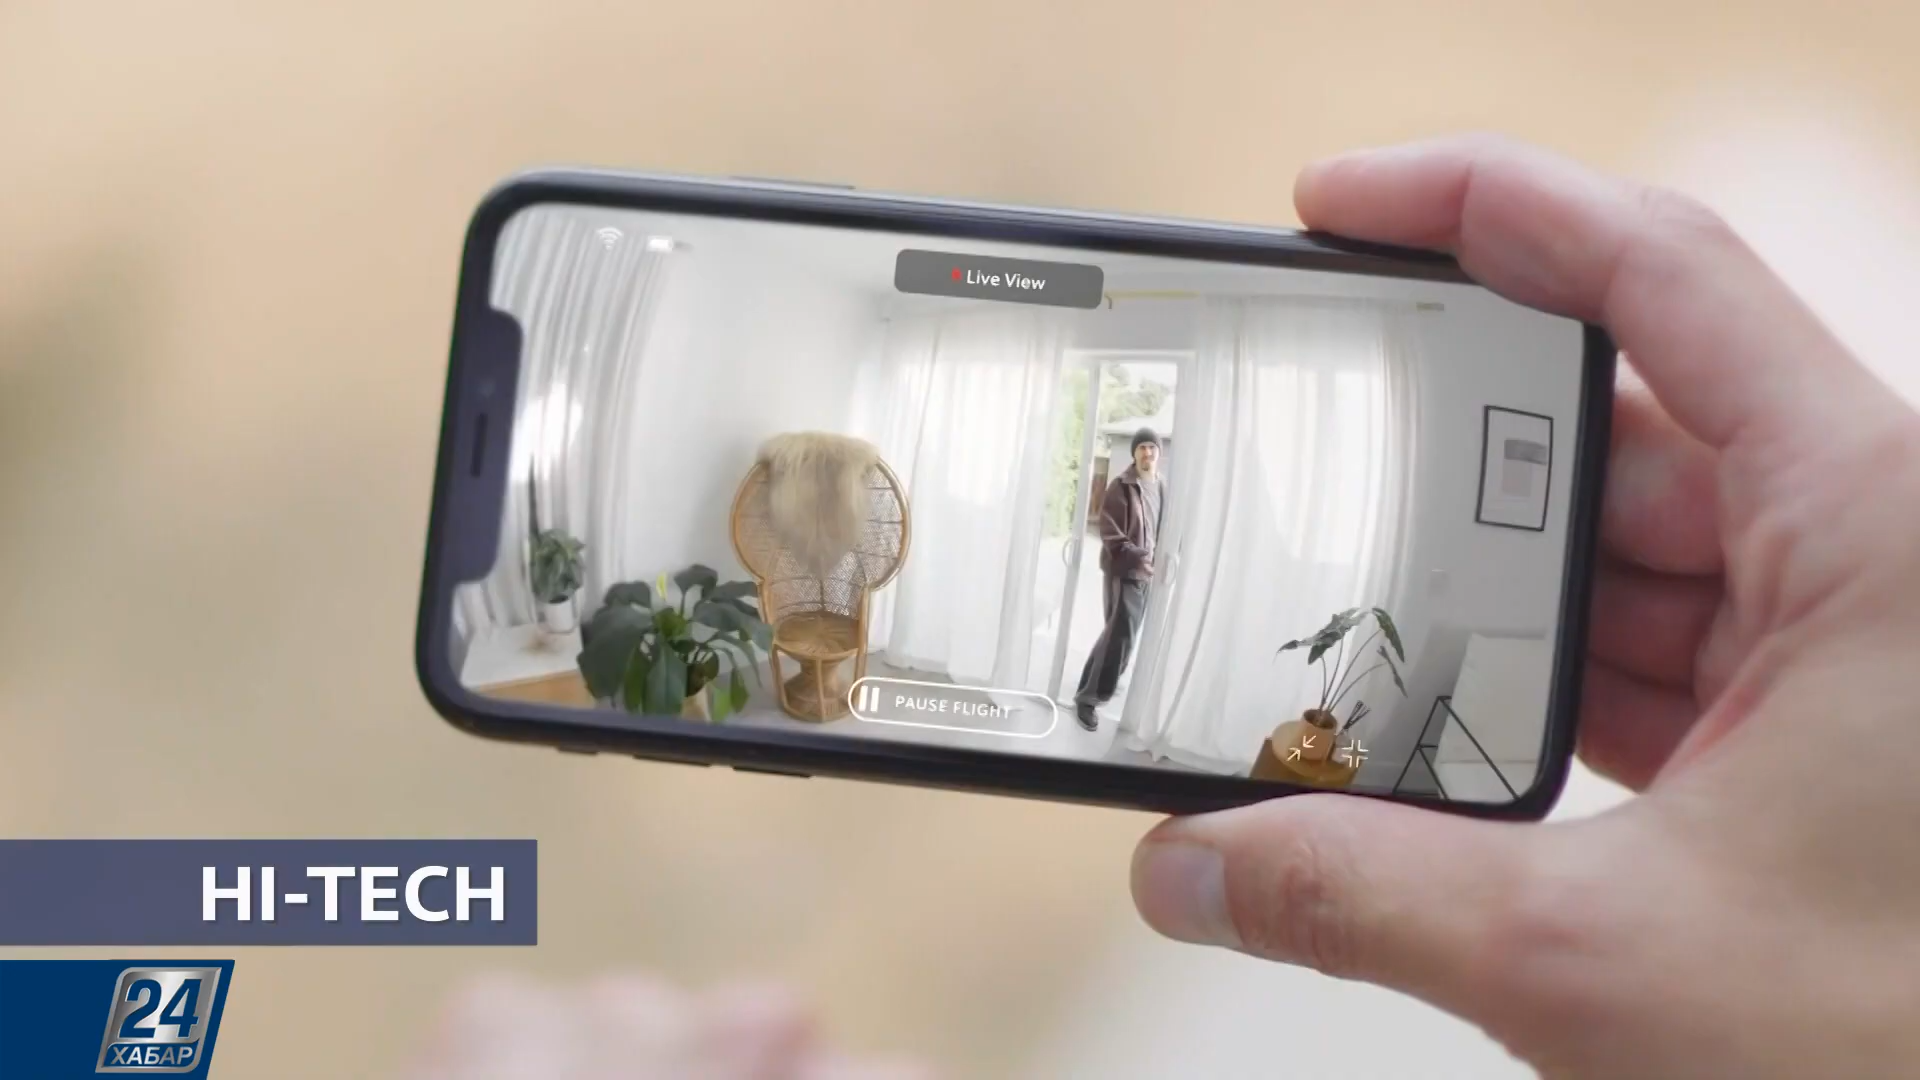 Live View
PAUSE FLIGHT
HI-TECH
24
ХАБАР